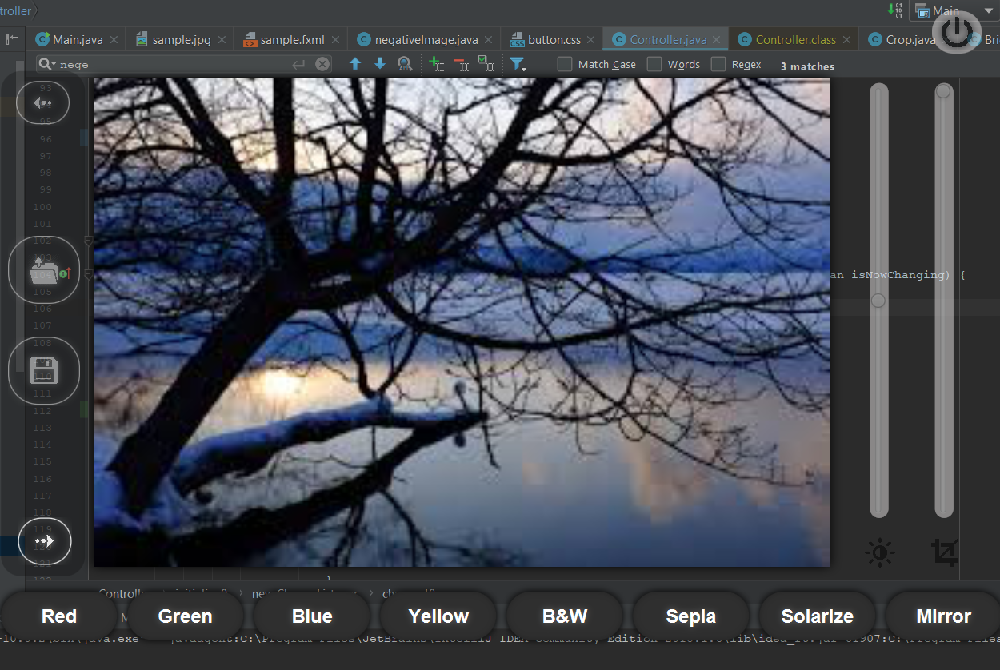 troller
Main
Main.java
sample.jpg
sample.fxml
negativeImage.java
button.css
Controller.java
Controller.class
Crop.java
Bri
nege
Match Case
Words
Regex
3 matches
93
95
96
97
98
99
100
101
102
104
an isNowChanging) {
105
106
107
108
111
112
113
114
115
116
117
118
119
Red
Green
Blue
Yellow
B&W
Sepia
Solarize
Mirror